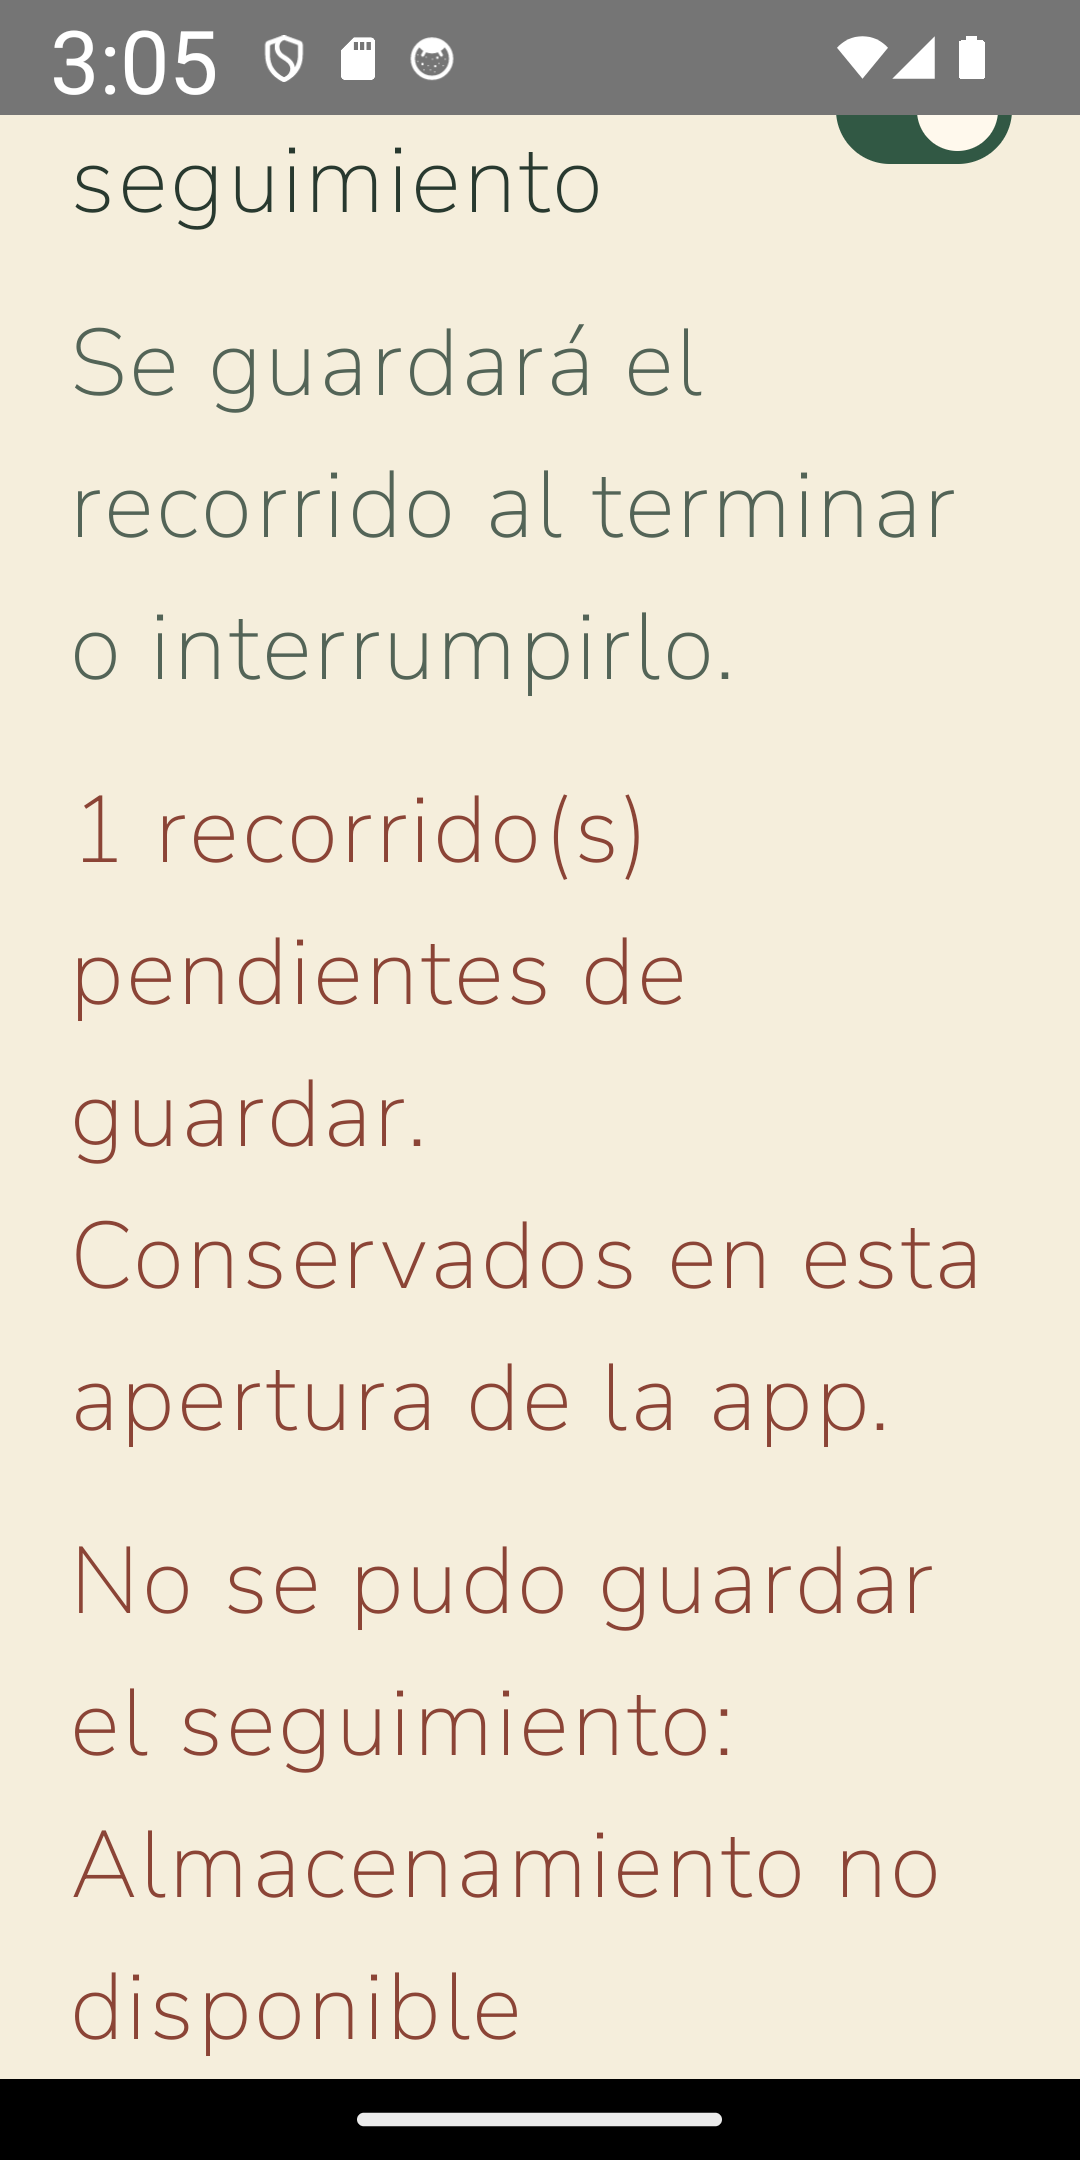 3:05
seguimiento
Se guardará el
recorrido al terminar
o interrumpirlo.
1 recorrido(s)
pendientes de
guardar.
Conservados en esta
apertura de la app.
No se pudo guardar
el seguimiento:
Almacenamiento no
disponible